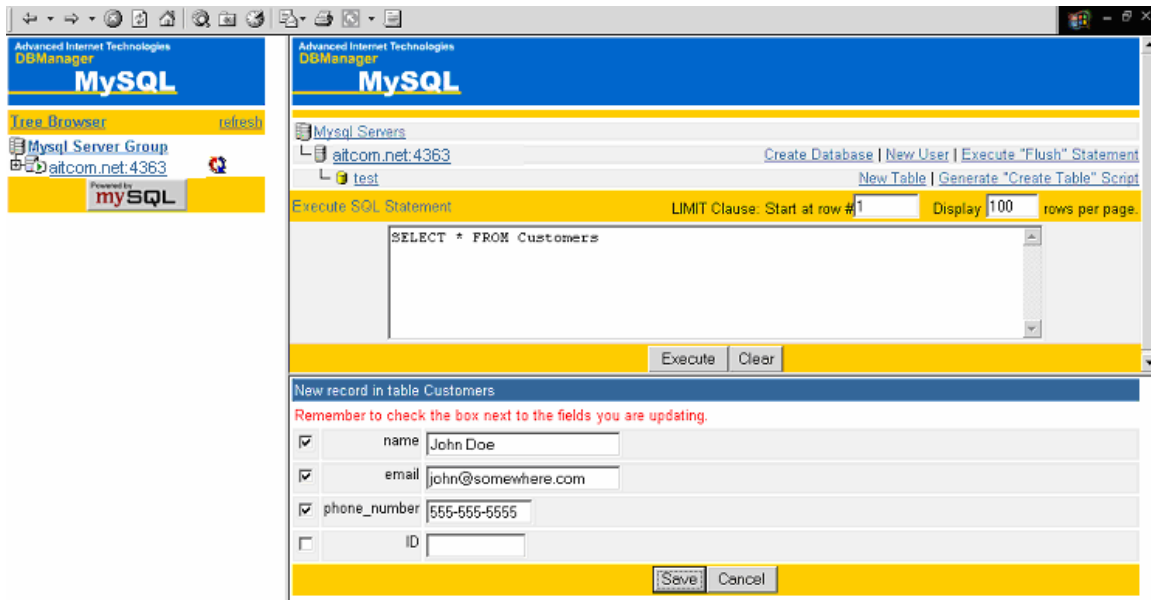 Advanced Internet Technologies
DBManager
MySQL
Tree Browser refresh
Mysql Server Group
aitcom.net:4363
Powered by
mySQL
Advanced Internet Technologies
DBManager
MySQL
Mysql Servers
aitcom.net:4363 Create Database | New User | Execute "Flush" Statement
test New Table | Generate "Create Table" Script
Execute SQL Statement LIMIT Clause: Start at row # 1 Display 100 rows per page.
SELECT * FROM Customers
Execute Clear
New record in table Customers
Remember to check the box next to the fields you are updating.
name John Doe
email john@somewhere.com
phone_number 555-555-5555
ID
Save Cancel